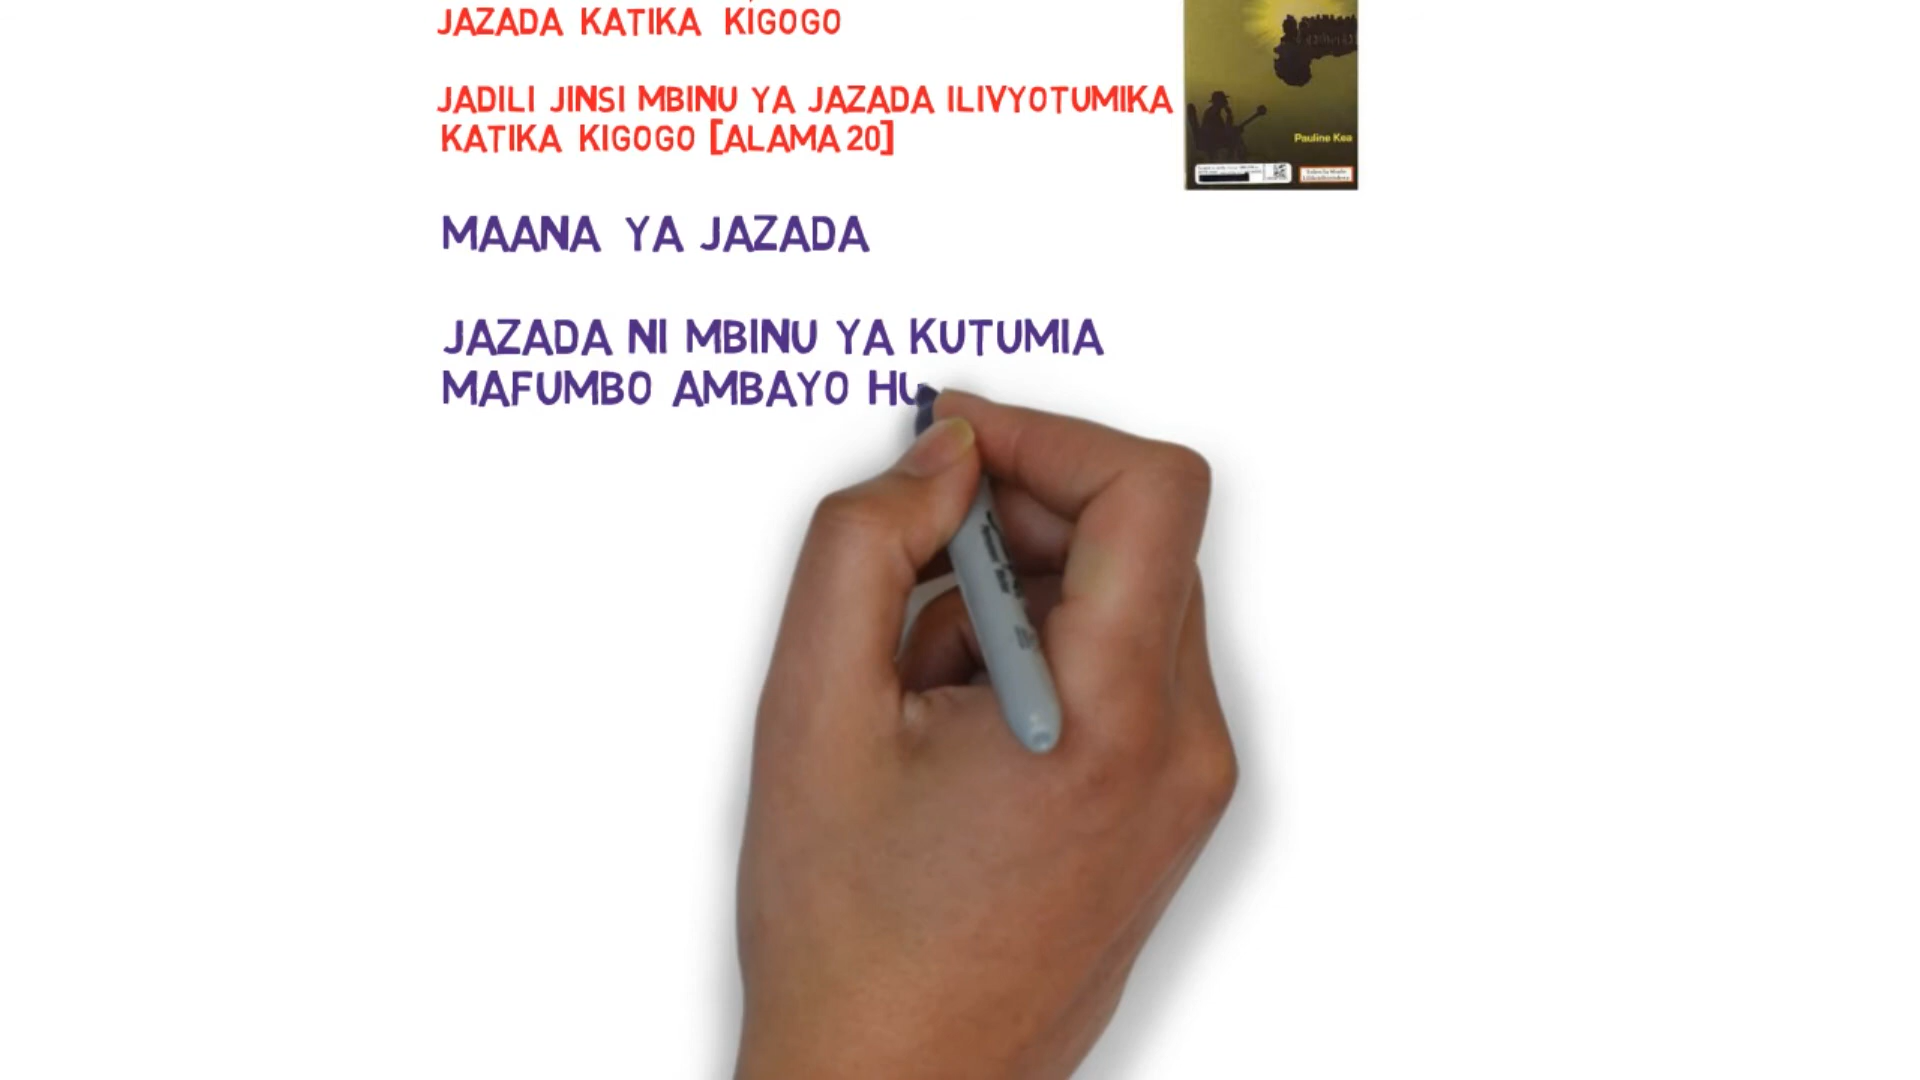 JAZADA KATIKA KIGOGO
JADILI JINSI MBINU YA JAZADA ILIVYOTUMIKA
KATIKA KIGOGO [ALAMA 20]
Pauline Kea
MAANA YA JAZADA
JAZADA NI MBINU YA KUTUMIA
MAFUMBO AMBAYO HU